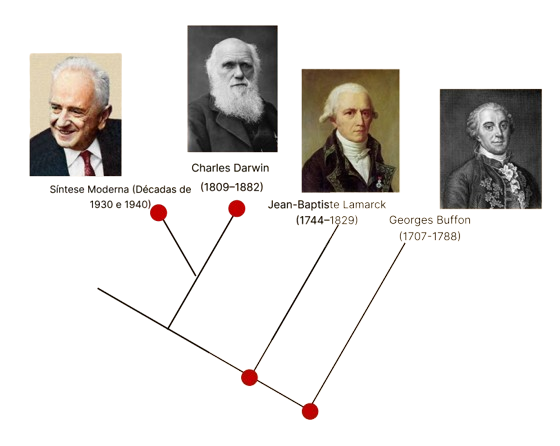 Síntese Moderna (Décadas de
1930 e 1940)
Charles Darwin
(1809–1882)
Jean-Baptiste Lamarck
(1744–1829)
Georges Buffon
(1707-1788)